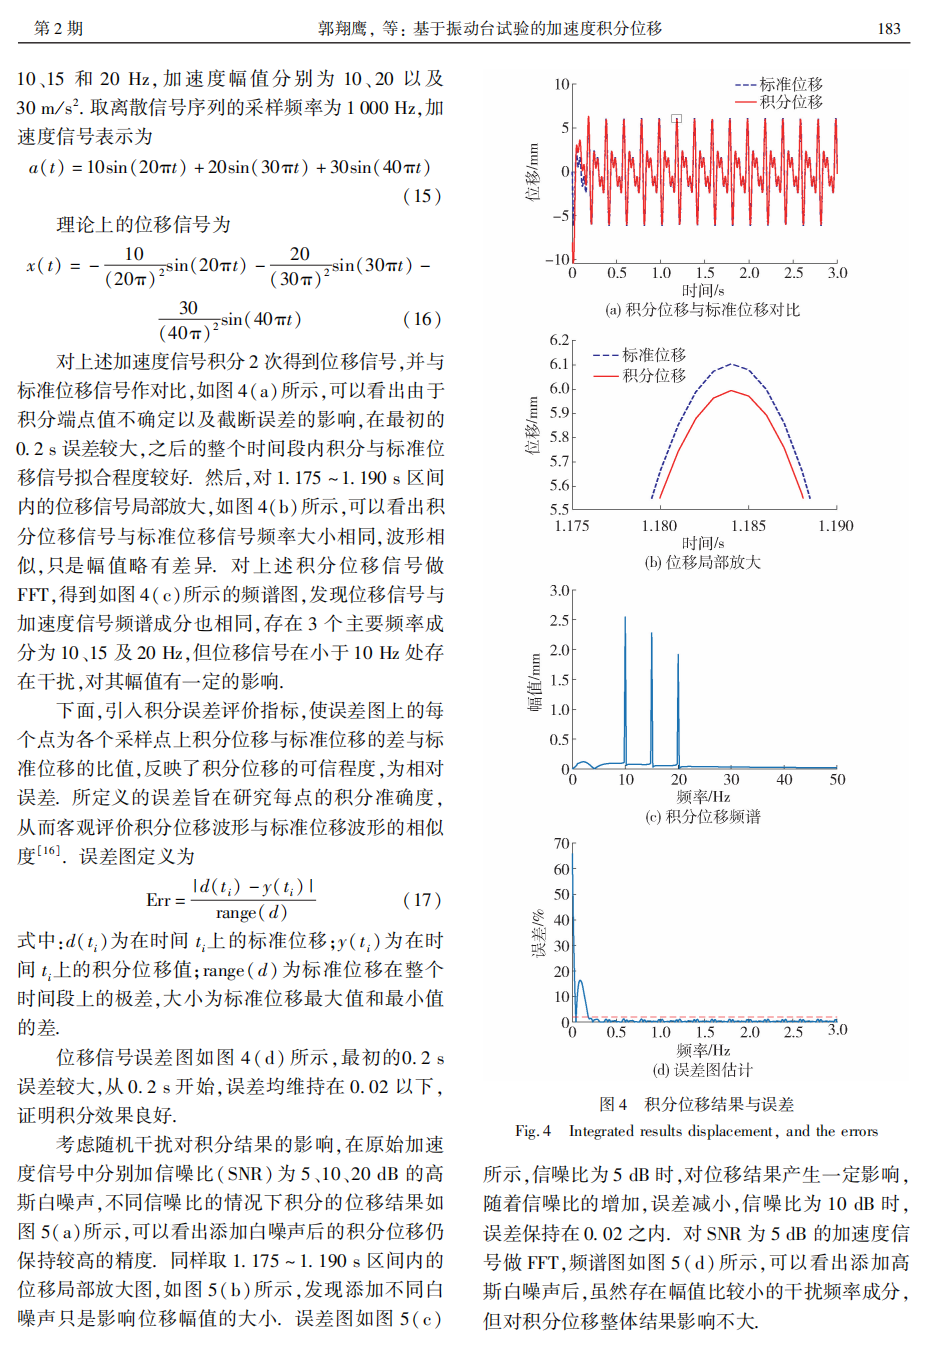 第 2 期
郭翔鹰, 等: 基于振动台试验的加速度积分位移
183
10、15 和 20 Hz,加速度幅值分别为 10、20 以及
30 m/s². 取离散信号序列的采样频率为 1 000 Hz,加
速度信号表示为
a(t) = 10sin(20πt) + 20sin(30πt) + 30sin(40πt)
(15)
理论上的位移信号为
x(t) = - 10/(20π)² sin(20πt) - 20/(30π)² sin(30πt) -
30/(40π)² sin(40πt) (16)
对上述加速度信号积分 2 次得到位移信号,并与
标准位移信号作对比,如图 4(a)所示,可以看出由于
积分端点值不确定以及截断误差的影响,在最初的
0. 2 s 误差较大,之后的整个时间段内积分与标准位
移信号拟合程度较好. 然后,对 1. 175 ~ 1. 190 s 区间
内的位移信号局部放大,如图 4(b)所示,可以看出积
分位移信号与标准位移信号频率大小相同,波形相
似,只是幅值略有差异. 对上述积分位移信号做
FFT,得到如图 4(c)所示的频谱图,发现位移信号与
加速度信号频谱成分也相同,存在 3 个主要频率成
分为 10、15 及 20 Hz,但位移信号在小于 10 Hz 处存
在干扰,对其幅值有一定的影响.
下面,引入积分误差评价指标,使误差图上的每
个点为各个采样点上积分位移与标准位移的差与标
准位移的比值,反映了积分位移的可信程度,为相对
误差. 所定义的误差旨在研究每点的积分准确度,
从而客观评价积分位移波形与标准位移波形的相似
度[16]. 误差图定义为
Err = |d(tᵢ) - y(tᵢ)| / range(d) (17)
式中:d(tᵢ)为在时间 tᵢ上的标准位移;y(tᵢ)为在时
间 tᵢ上的积分位移值;range(d)为标准位移在整个
时间段上的极差,大小为标准位移最大值和最小值
的差.
位移信号误差图如图 4(d)所示,最初的0. 2 s
误差较大,从 0. 2 s 开始,误差均维持在 0. 02 以下,
证明积分效果良好.
考虑随机干扰对积分结果的影响,在原始加速
度信号中分别加信噪比(SNR)为 5、10、20 dB 的高
斯白噪声,不同信噪比的情况下积分的位移结果如
图 5(a)所示,可以看出添加白噪声后的积分位移仍
保持较高的精度. 同样取 1. 175 ~ 1. 190 s 区间内的
位移局部放大图,如图 5(b)所示,发现添加不同白
噪声只是影响位移幅值的大小. 误差图如图 5(c)
10
5
0
-5
-10
位移/mm
标准位移
积分位移
0 0.5 1.0 1.5 2.0 2.5 3.0
时间/s
(a) 积分位移与标准位移对比
6.2
6.1
6.0
5.9
5.8
5.7
5.6
5.5
位移/mm
标准位移
积分位移
1.175 1.180 1.185 1.190
时间/s
(b) 位移局部放大
3.0
2.5
2.0
1.5
1.0
0.5
0
幅值/mm
0 10 20 30 40 50
频率/Hz
(c) 积分位移频谱
70
60
50
40
30
20
10
0
误差/%
0 0.5 1.0 1.5 2.0 2.5 3.0
频率/Hz
(d) 误差图估计
图 4 积分位移结果与误差
Fig. 4 Integrated results displacement, and the errors
所示,信噪比为 5 dB 时,对位移结果产生一定影响,
随着信噪比的增加,误差减小,信噪比为 10 dB 时,
误差保持在 0. 02 之内. 对 SNR 为 5 dB 的加速度信
号做 FFT,频谱图如图 5(d)所示,可以看出添加高
斯白噪声后,虽然存在幅值比较小的干扰频率成分,
但对积分位移整体结果影响不大.